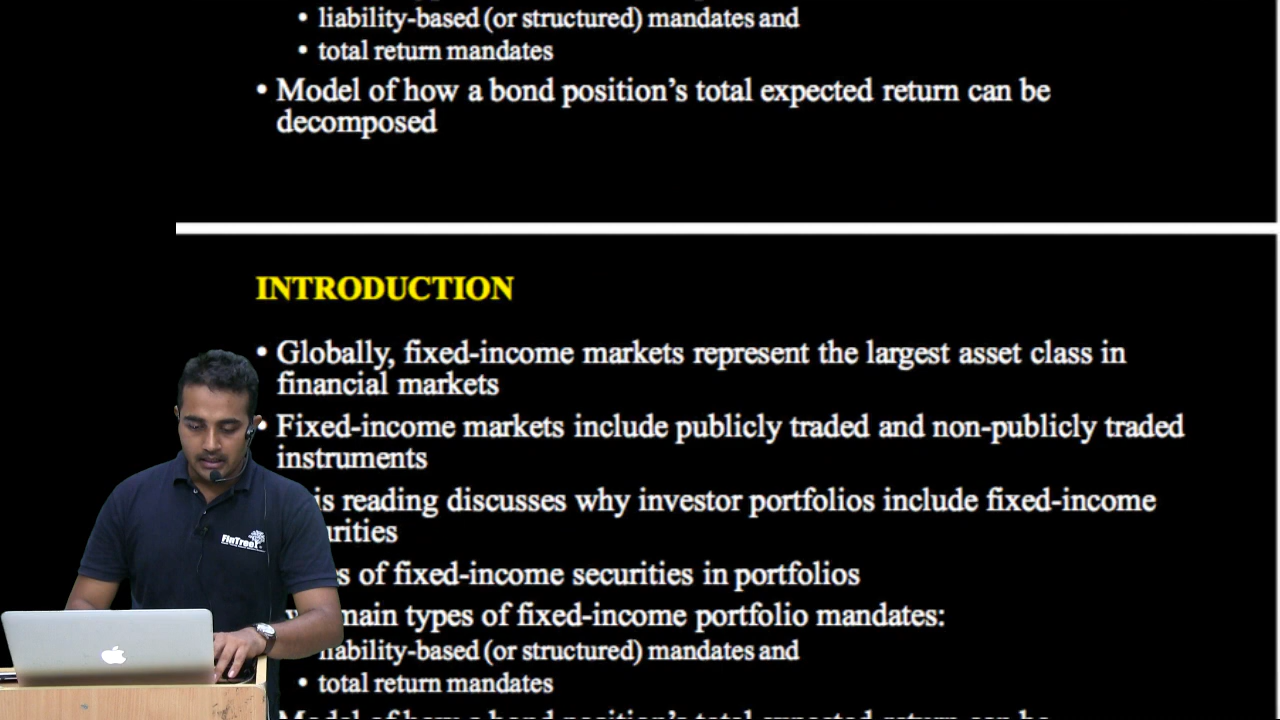 • liability-based (or structured) mandates and
• total return mandates
• Model of how a bond position’s total expected return can be
decomposed
INTRODUCTION
• Globally, fixed-income markets represent the largest asset class in
financial markets
• Fixed-income markets include publicly traded and non-publicly traded
instruments
is reading discusses why investor portfolios include fixed-income
urities
s of fixed-income securities in portfolios
main types of fixed-income portfolio mandates:
liability-based (or structured) mandates and
• total return mandates
Model of how a bond position’s total expected return can be
FinTree